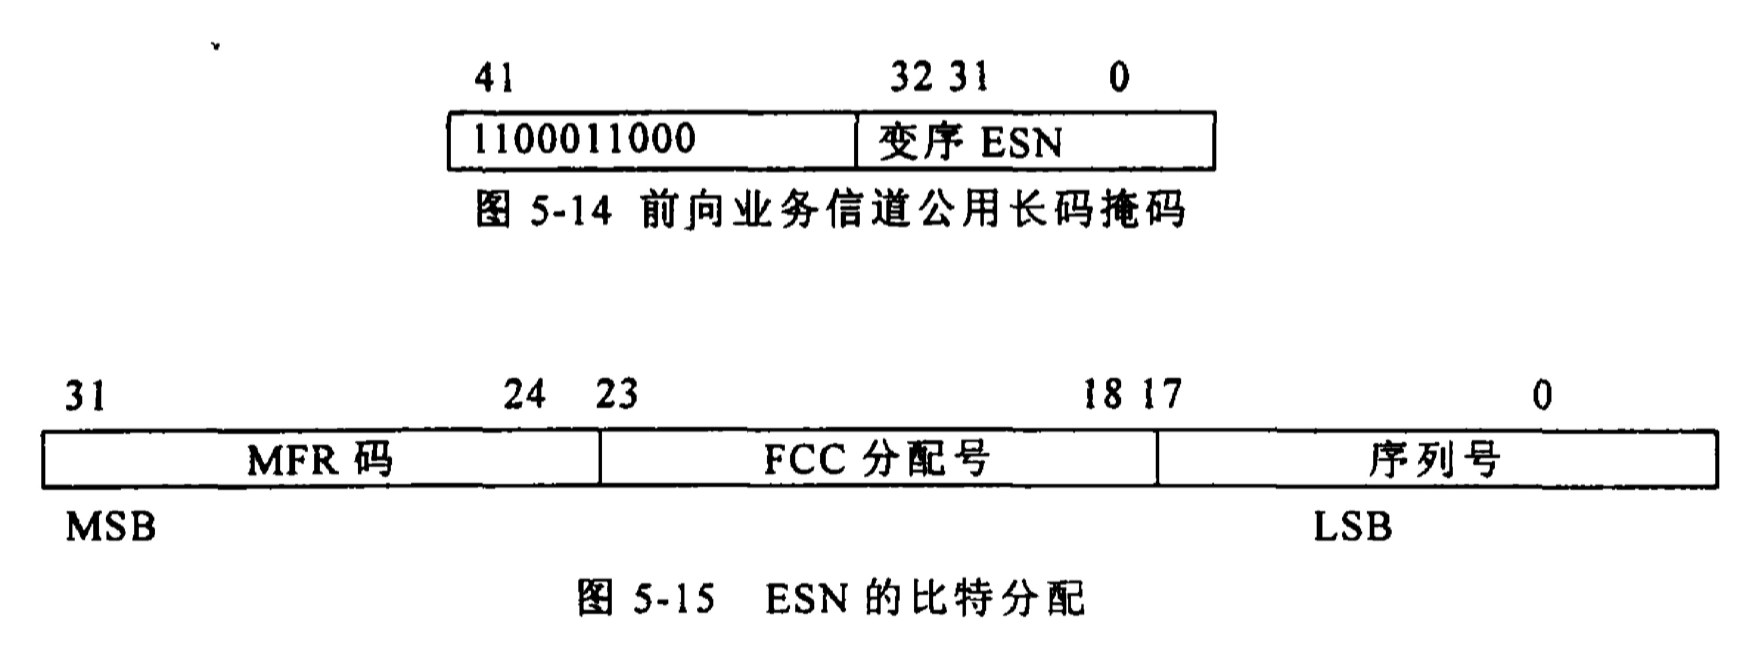 41 32 31 0
1100011000 变序 ESN
图 5-14 前向业务信道公用长码掩码
31 24 23 18 17 0
MFR 码 FCC 分配号 序列号
MSB LSB
图 5-15 ESN 的比特分配